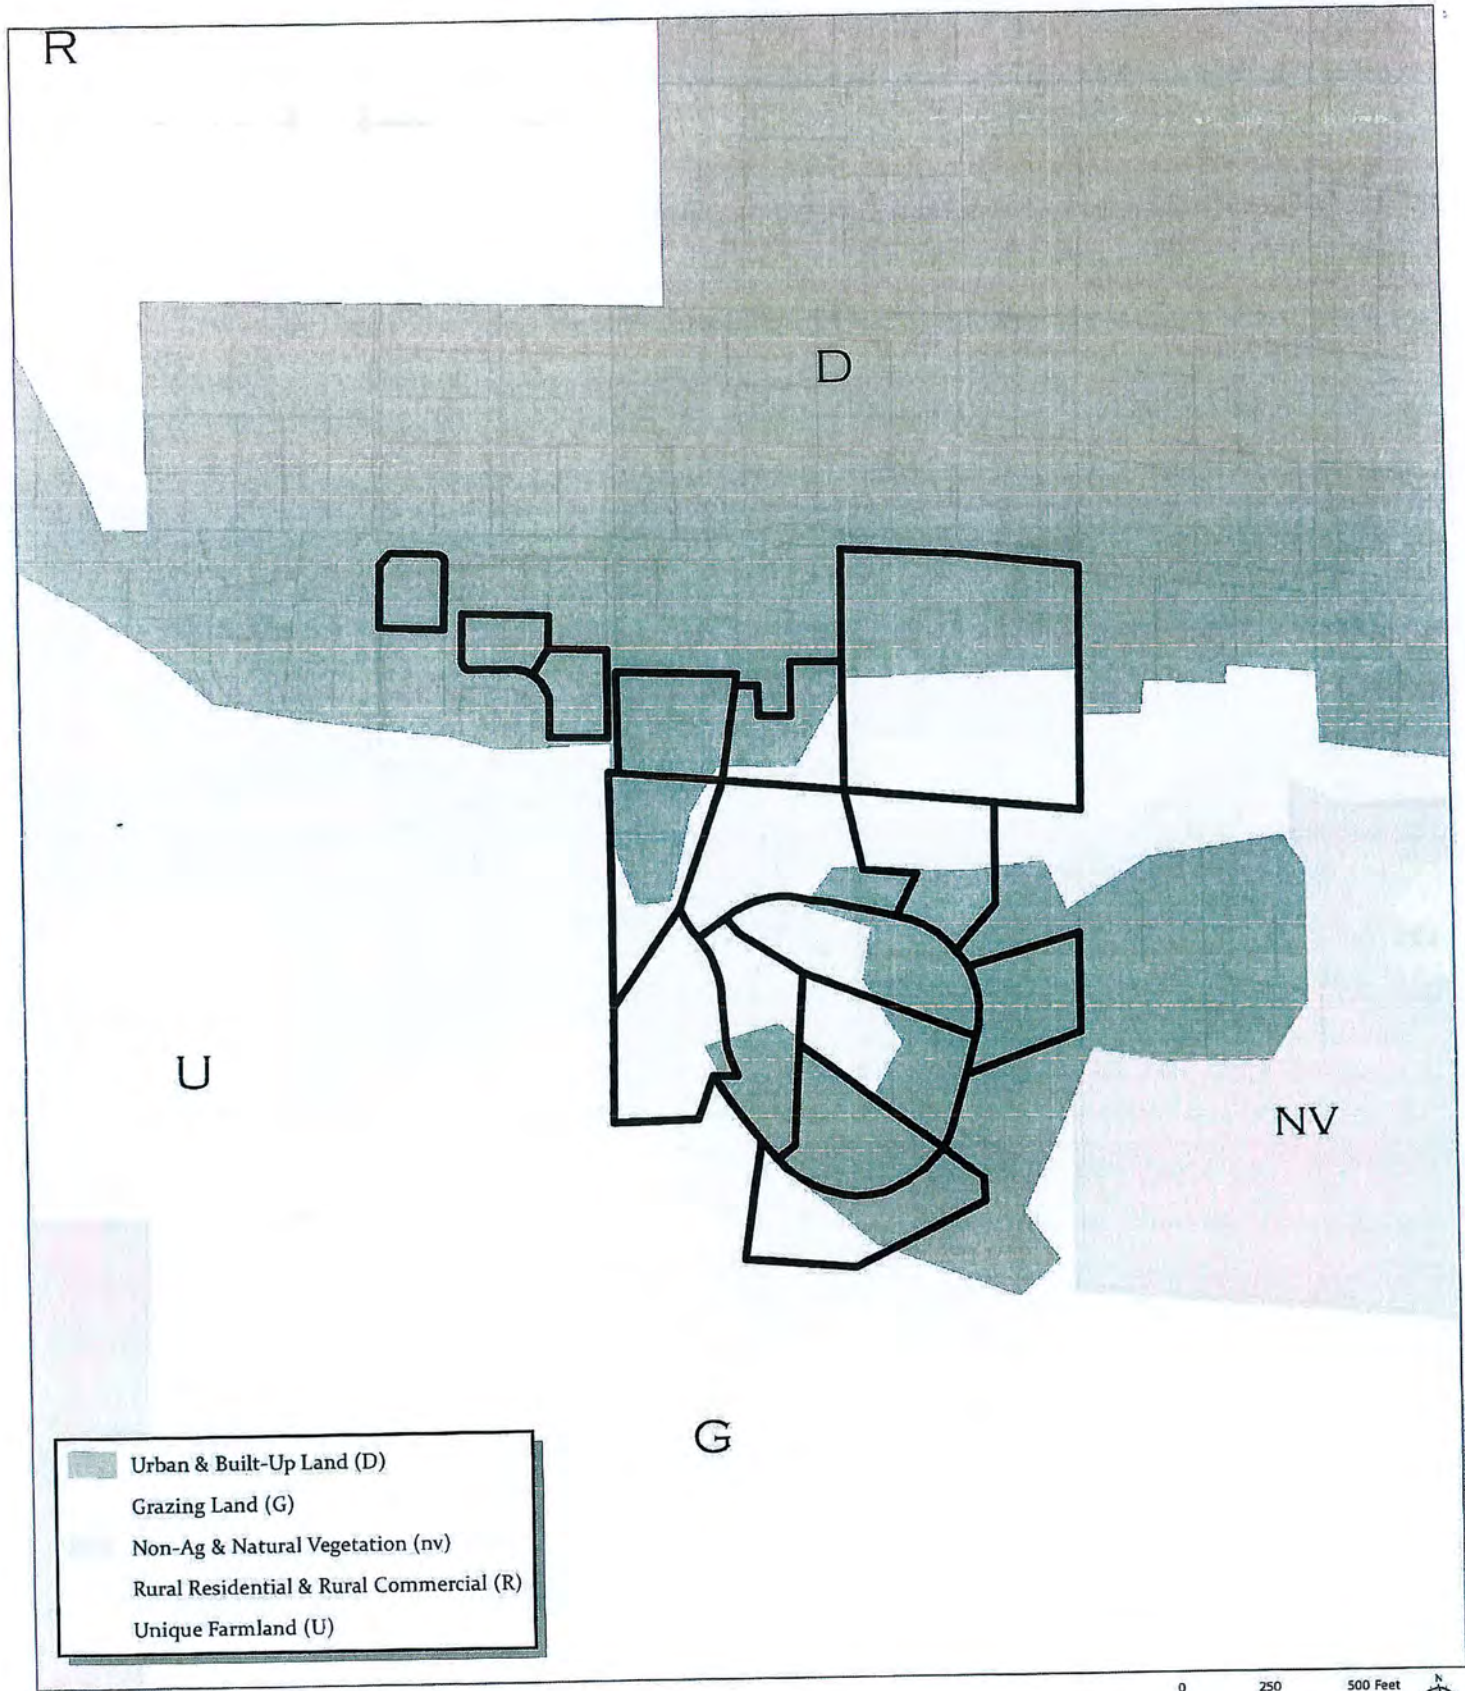 R
D
U
NV
G
Urban & Built-Up Land (D)
Grazing Land (G)
Non-Ag & Natural Vegetation (nv)
Rural Residential & Rural Commercial (R)
Unique Farmland (U)
0 250 500 Feet
N